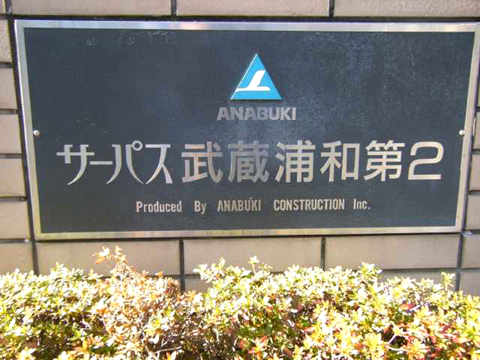 ANABUKI
サーパス武蔵浦和第2
Produced By ANABUKI CONSTRUCTION Inc.